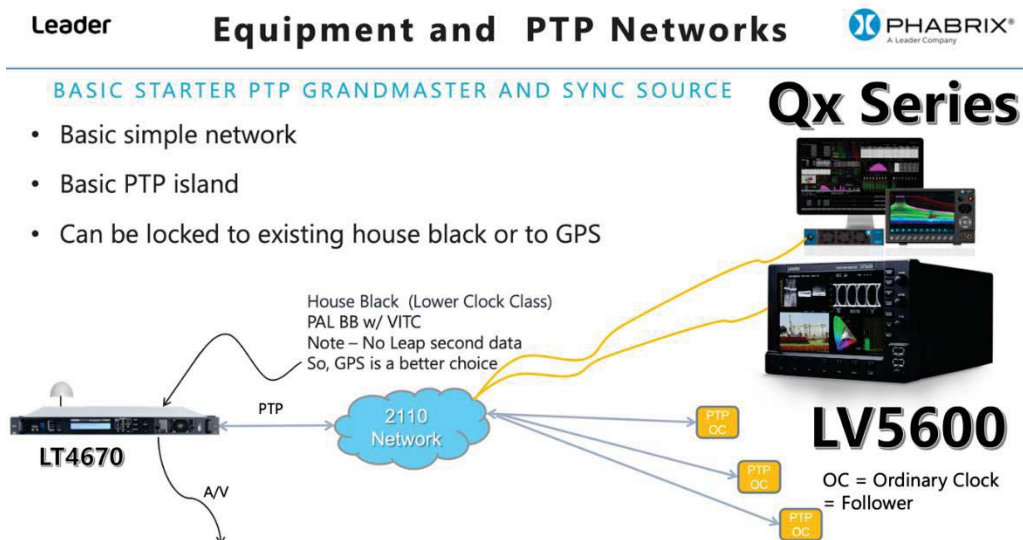 Leader
Equipment and PTP Networks
PHABRIX®
A Leader Company
BASIC STARTER PTP GRANDMASTER AND SYNC SOURCE
Qx Series
• Basic simple network
• Basic PTP island
• Can be locked to existing house black or to GPS
House Black (Lower Clock Class)
PAL BB w/ VITC
Note – No Leap second data
So, GPS is a better choice
PTP
2110
Network
LT4670
A/V
PTP
OC
PTP
OC
PTP
OC
LV5600
OC = Ordinary Clock
= Follower